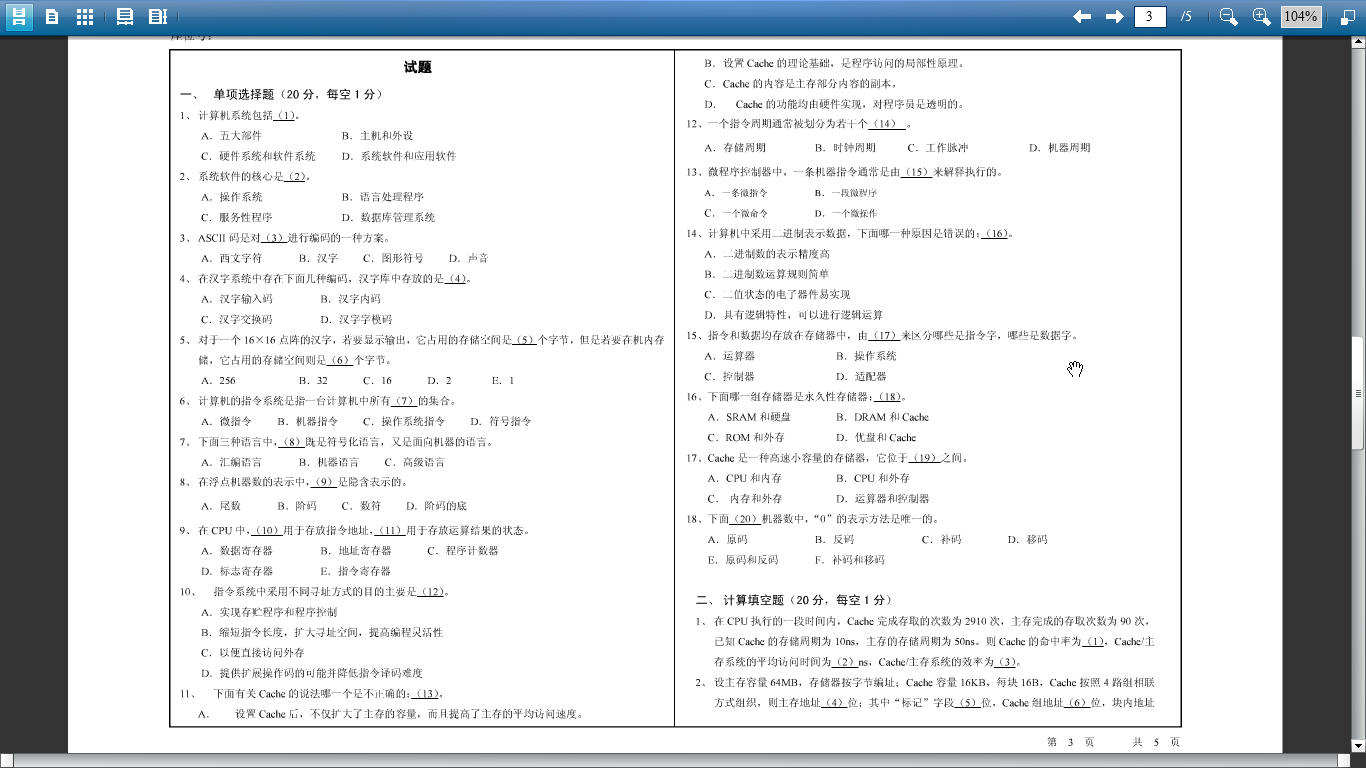 3 /5 104%
试题
一、 单项选择题（20 分，每空 1 分）
1、 计算机系统包括（1）。
A．五大部件 B．主机和外设
C．硬件系统和软件系统 D．系统软件和应用软件
2、 系统软件的核心是（2）。
A．操作系统 B．语言处理程序
C．服务性程序 D．数据库管理系统
3、 ASCII 码是对（3）进行编码的一种方案。
A．西文字符 B．汉字 C．图形符号 D．声音
4、 在汉字系统中存在下面几种编码，汉字库中存放的是（4）。
A．汉字输入码 B．汉字内码
C．汉字交换码 D．汉字字模码
5、 对于一个 16×16 点阵的汉字，若要显示输出，它占用的存储空间是（5）个字节，但是若要在机内存
储，它占用的存储空间则是（6）个字节。
A．256 B．32 C．16 D．2 E．1
6、 计算机的指令系统是指一台计算机中所有（7）的集合。
A．微指令 B．机器指令 C．操作系统指令 D．符号指令
7、 下面三种语言中，（8）既是符号化语言，又是面向机器的语言。
A．汇编语言 B．机器语言 C．高级语言
8、 在浮点机器数的表示中，（9）是隐含表示的。
A．尾数 B．阶码 C．数符 D．阶码的底
9、 在 CPU 中，（10）用于存放指令地址，（11）用于存放运算结果的状态。
A．数据寄存器 B．地址寄存器 C．程序计数器
D．标志寄存器 E．指令寄存器
10、 指令系统中采用不同寻址方式的目的主要是（12）。
A．实现存贮程序和程序控制
B．缩短指令长度，扩大寻址空间，提高编程灵活性
C．以便直接访问外存
D．提供扩展操作码的可能并降低指令译码难度
11、 下面有关 Cache 的说法哪一个是不正确的：（13）。
A． 设置 Cache 后，不仅扩大了主存的容量，而且提高了主存的平均访问速度。
B．设置 Cache 的理论基础，是程序访问的局部性原理。
C．Cache 的内容是主存部分内容的副本，
D． Cache 的功能均由硬件实现，对程序员是透明的。
12、一个指令周期通常被划分为若干个（14） 。
A．存储周期 B．时钟周期 C．工作脉冲 D．机器周期
13、微程序控制器中，一条机器指令通常是由（15）来解释执行的。
A．一条微指令 B．一段微程序
C．一个微命令 D．一个微操作
14、计算机中采用二进制表示数据，下面哪一种原因是错误的：（16）。
A．二进制数的表示精度高
B．二进制数运算规则简单
C．二值状态的电子器件易实现
D．具有逻辑特性，可以进行逻辑运算
15、指令和数据均存放在存储器中，由（17）来区分哪些是指令字，哪些是数据字。
A．运算器 B．操作系统
C．控制器 D．适配器
16、下面哪一组存储器是永久性存储器：（18）。
A．SRAM 和硬盘 B．DRAM 和 Cache
C．ROM 和外存 D．优盘和 Cache
17、Cache 是一种高速小容量的存储器，它位于（19）之间。
A．CPU 和内存 B．CPU 和外存
C． 内存和外存 D．运算器和控制器
18、下面（20）机器数中，“0”的表示方法是唯一的。
A．原码 B．反码 C．补码 D．移码
E．原码和反码 F．补码和移码
二、 计算填空题（20 分，每空 1 分）
1、 在 CPU 执行的一段时间内，Cache 完成存取的次数为 2910 次，主存完成的存取次数为 90 次，
已知 Cache 的存储周期为 10ns，主存的存储周期为 50ns。则 Cache 的命中率为（1），Cache/主
存系统的平均访问时间为（2）ns，Cache/主存系统的效率为（3）。
2、 设主存容量 64MB，存储器按字节编址；Cache 容量 16KB，每块 16B，Cache 按照 4 路组相联
方式组织，则主存地址（4）位；其中“标记”字段（5）位，Cache 组地址（6）位，块内地址
第 3 页 共 5 页